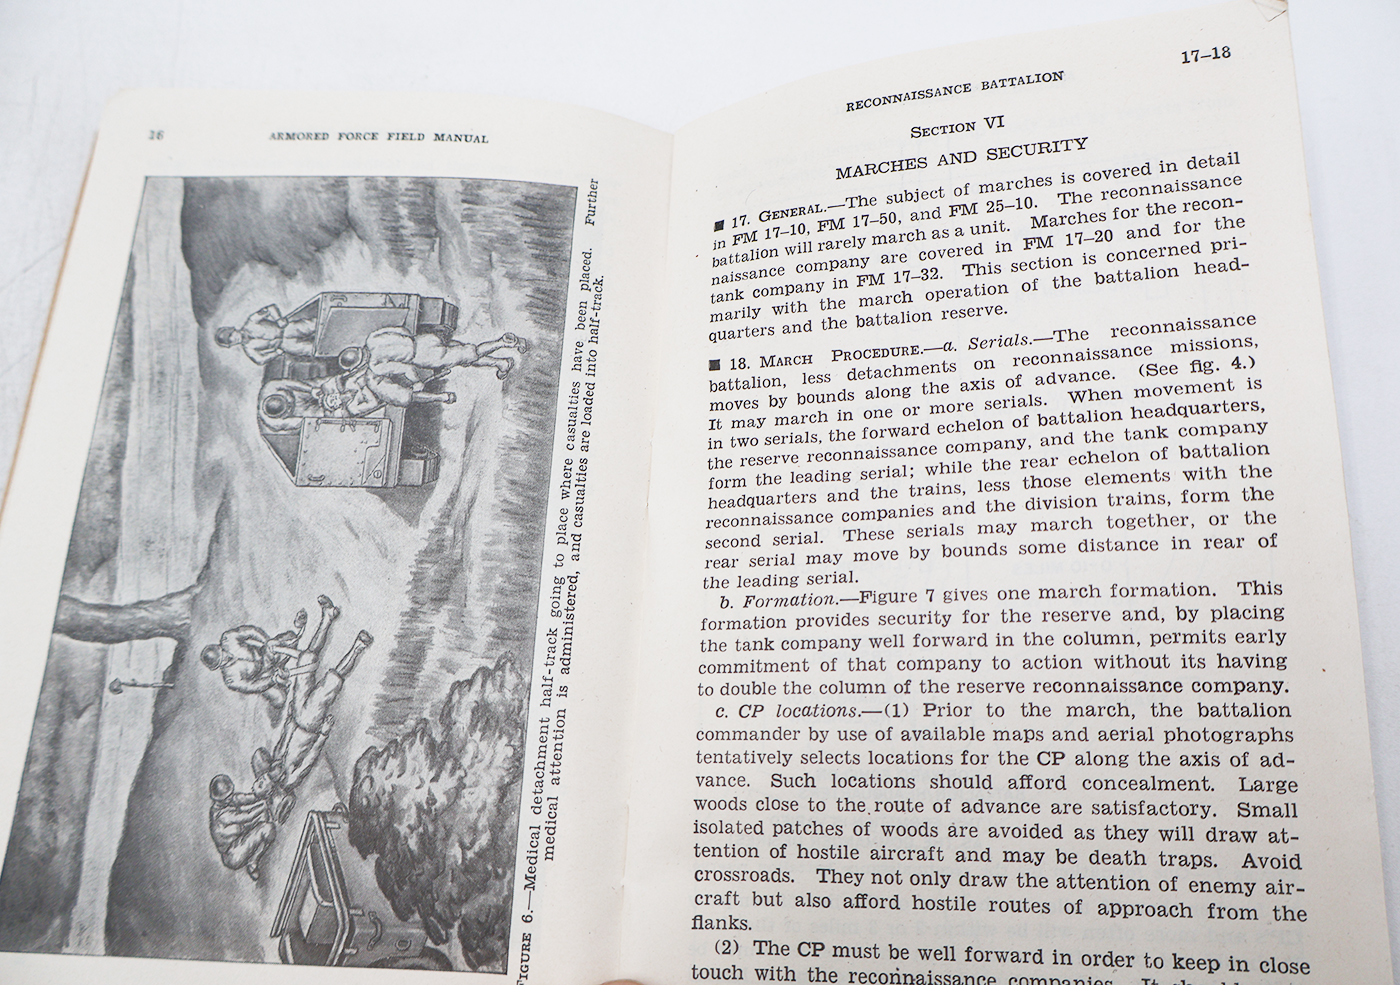 16
ARMORED FORCE FIELD MANUAL
FIGURE 6.—Medical detachment half-track going to place where casualties have been placed. Further
medical attention is administered, and casualties are loaded into half-track.
17–18
RECONNAISSANCE BATTALION
SECTION VI
MARCHES AND SECURITY
■ 17. GENERAL.—The subject of marches is covered in detail
in FM 17–10, FM 17–50, and FM 25–10. The reconnaissance
battalion will rarely march as a unit. Marches for the recon-
naissance company are covered in FM 17–20 and for the
tank company in FM 17–32. This section is concerned pri-
marily with the march operation of the battalion head-
quarters and the battalion reserve.
■ 18. MARCH PROCEDURE.—a. Serials.—The reconnaissance
battalion, less detachments on reconnaissance missions,
moves by bounds along the axis of advance. (See fig. 4.)
It may march in one or more serials. When movement is
in two serials, the forward echelon of battalion headquarters,
the reserve reconnaissance company, and the tank company
form the leading serial; while the rear echelon of battalion
headquarters and the trains, less those elements with the
reconnaissance companies and the division trains, form the
second serial. These serials may march together, or the
rear serial may move by bounds some distance in rear of
the leading serial.
b. Formation.—Figure 7 gives one march formation. This
formation provides security for the reserve and, by placing
the tank company well forward in the column, permits early
commitment of that company to action without its having
to double the column of the reserve reconnaissance company.
c. CP locations.—(1) Prior to the march, the battalion
commander by use of available maps and aerial photographs
tentatively selects locations for the CP along the axis of ad-
vance. Such locations should afford concealment. Large
woods close to the route of advance are satisfactory. Small
isolated patches of woods are avoided as they will draw at-
tention of hostile aircraft and may be death traps. Avoid
crossroads. They not only draw the attention of enemy air-
craft but also afford hostile routes of approach from the
flanks.
(2) The CP must be well forward in order to keep in close
touch with the reconnaissance companies. It should